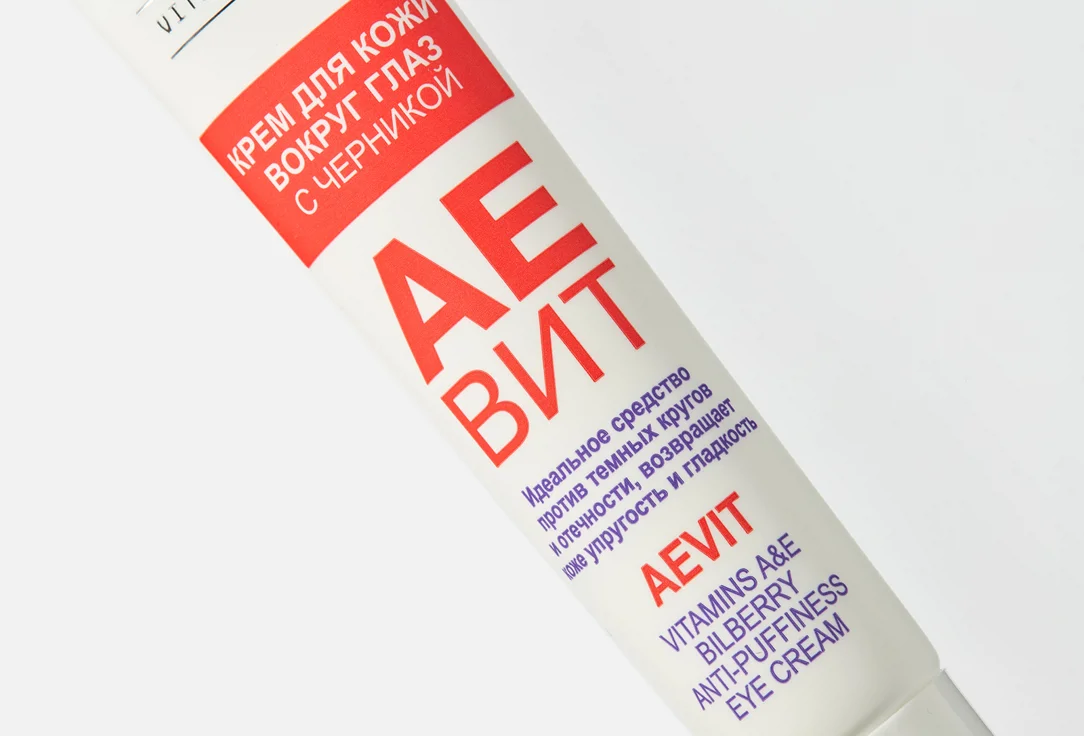 КРЕМ ДЛЯ КОЖИ
ВОКРУГ ГЛАЗ
С ЧЕРНИКОЙ
АЕ
ВИТ
Идеальное средство
против темных кругов
и отечности, возвращает
коже упругость и гладкость
AEVIT
VITAMINS A&E
BILBERRY
ANTI-PUFFINESS
EYE CREAM